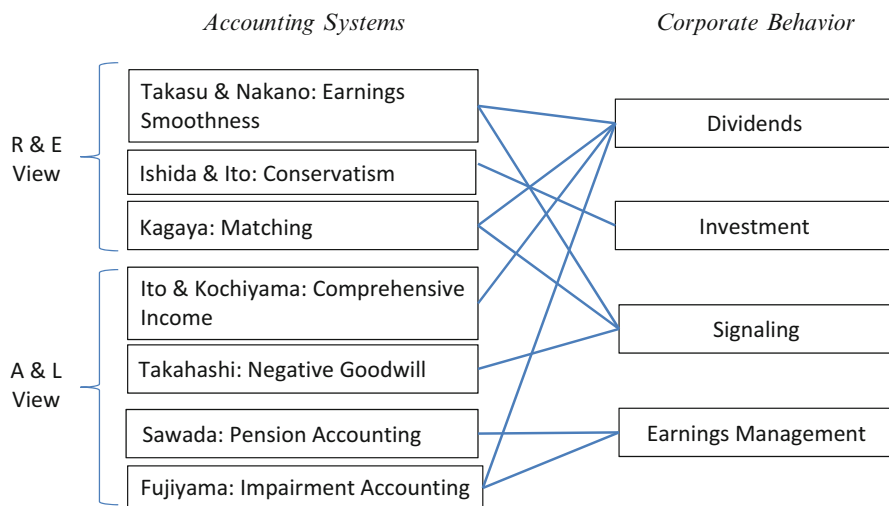 Accounting Systems
Corporate Behavior
R & E
View
Takasu & Nakano: Earnings
Smoothness
Ishida & Ito: Conservatism
Kagaya: Matching
A & L
View
Ito & Kochiyama: Comprehensive
Income
Takahashi: Negative Goodwill
Sawada: Pension Accounting
Fujiyama: Impairment Accounting
Dividends
Investment
Signaling
Earnings Management